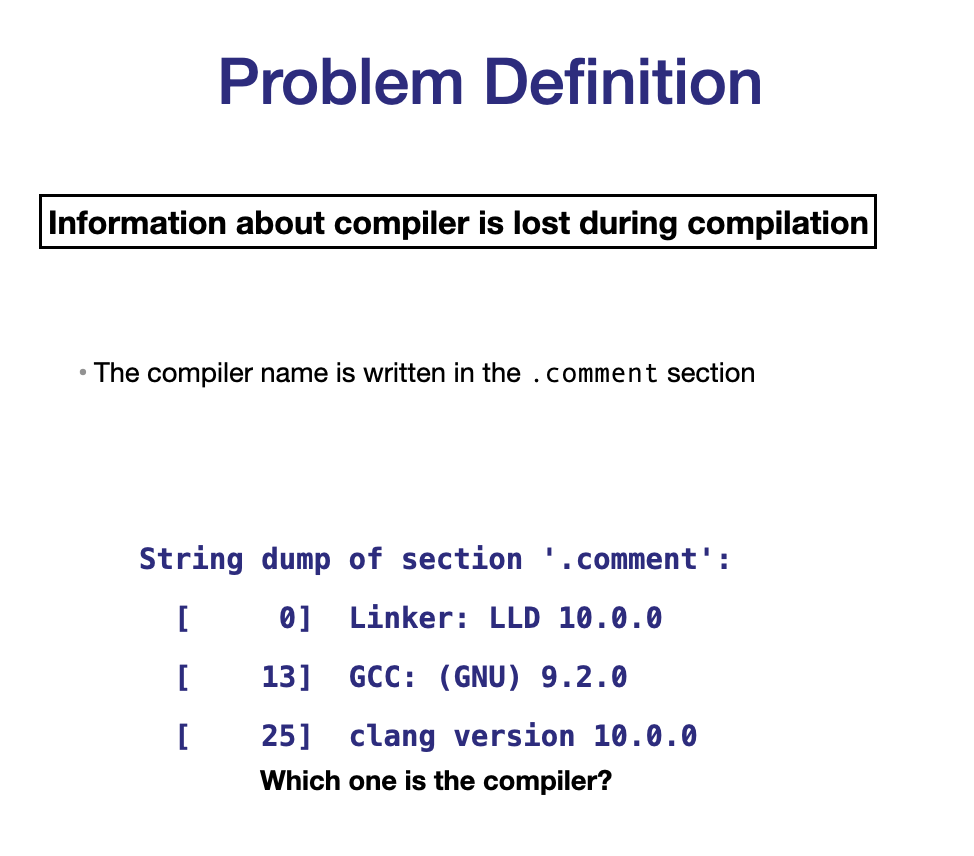 Problem Definition
Information about compiler is lost during compilation
• The compiler name is written in the .comment section
String dump of section '.comment':
[     0]  Linker: LLD 10.0.0
[    13]  GCC: (GNU) 9.2.0
[    25]  clang version 10.0.0
Which one is the compiler?